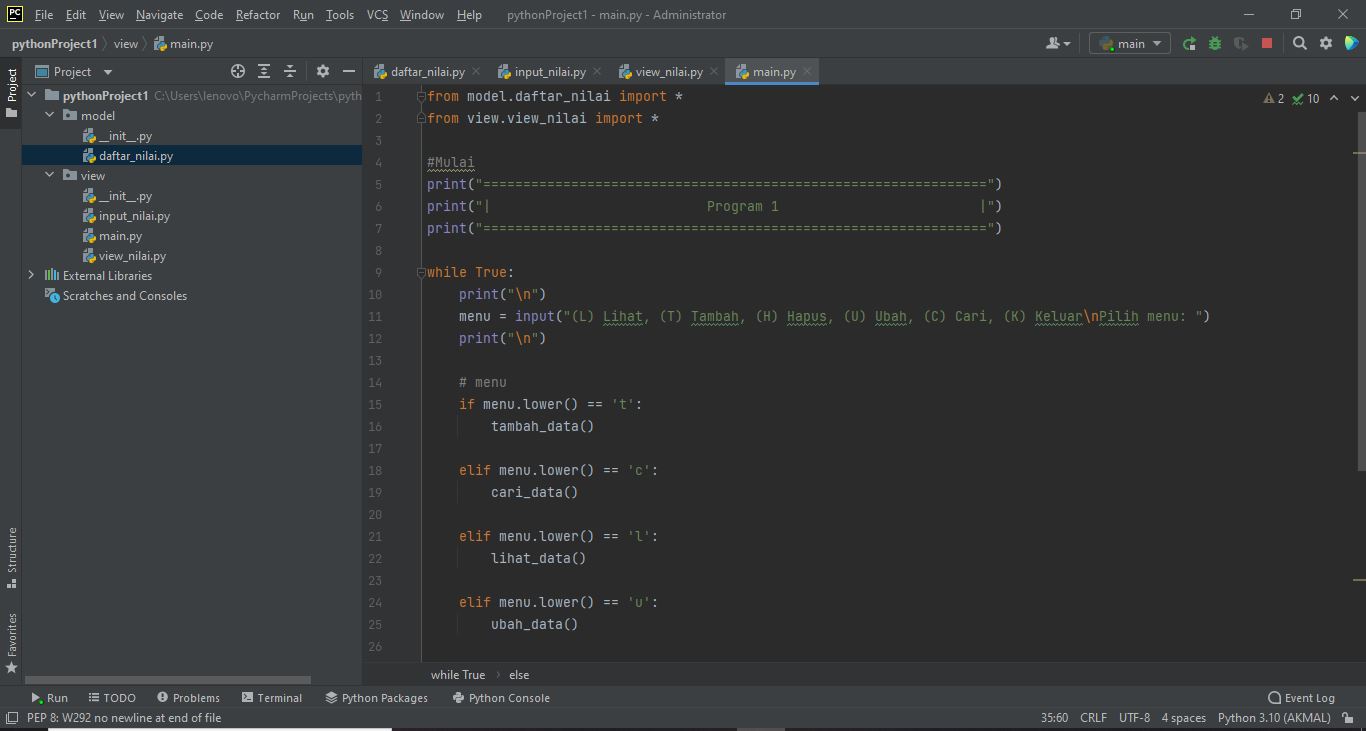 PC File Edit View Navigate Code Refactor Run Tools VCS Window Help pythonProject1 - main.py - Administrator
pythonProject1 view main.py main
Project daftar_nilai.py input_nilai.py view_nilai.py main.py
Project
pythonProject1 C:\Users\lenovo\PycharmProjects\pyth
model
__init__.py
daftar_nilai.py
view
__init__.py
input_nilai.py
main.py
view_nilai.py
External Libraries
Scratches and Consoles
Structure
Favorites
2 10
1 from model.daftar_nilai import *
2 from view.view_nilai import *
3
4 #Mulai
5 print("===============================================================")
6 print("|                           Program 1                         |")
7 print("===============================================================")
8
9 while True:
10     print("\n")
11     menu = input("(L) Lihat, (T) Tambah, (H) Hapus, (U) Ubah, (C) Cari, (K) Keluar\nPilih menu: ")
12     print("\n")
13
14     # menu
15     if menu.lower() == 't':
16         tambah_data()
17
18     elif menu.lower() == 'c':
19         cari_data()
20
21     elif menu.lower() == 'l':
22         lihat_data()
23
24     elif menu.lower() == 'u':
25         ubah_data()
26
while True else
Run TODO Problems Terminal Python Packages Python Console Event Log
PEP 8: W292 no newline at end of file 35:60 CRLF UTF-8 4 spaces Python 3.10 (AKMAL)